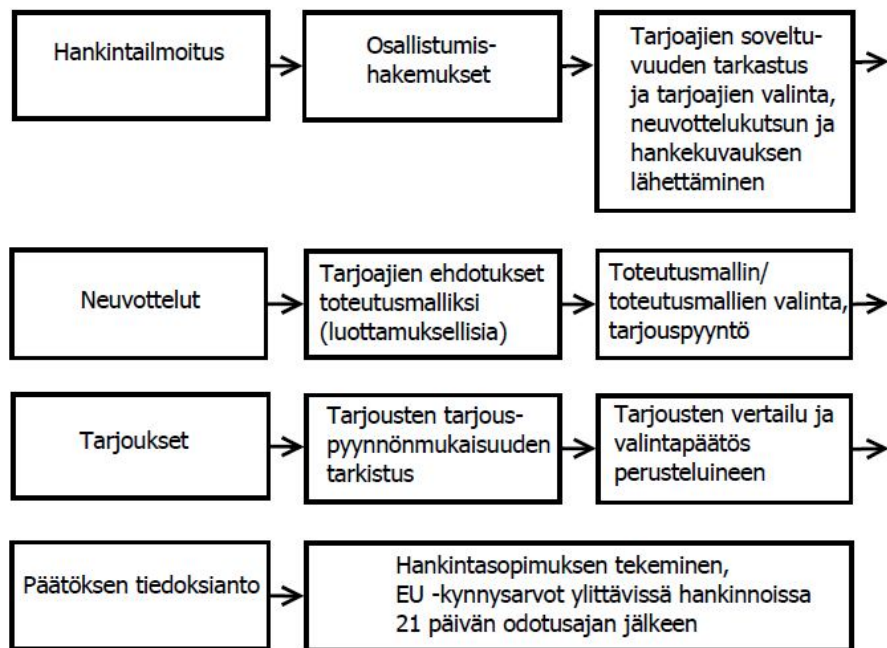 Hankintailmoitus
Osallistumis-
hakemukset
Tarjoajien soveltu-
vuuden tarkastus
ja tarjoajien valinta,
neuvottelukutsun ja
hankekuvauksen
lähettäminen
Neuvottelut
Tarjoajien ehdotukset
toteutusmalliksi
(luottamuksellisia)
Toteutusmallin/
toteutusmallien valinta,
tarjouspyyntö
Tarjoukset
Tarjousten tarjous-
pyynnönmukaisuuden
tarkistus
Tarjousten vertailu ja
valintapäätös
perusteluineen
Päätöksen tiedoksianto
Hankintasopimuksen tekeminen,
EU -kynnysarvot ylittävissä hankinnoissa
21 päivän odotusajan jälkeen